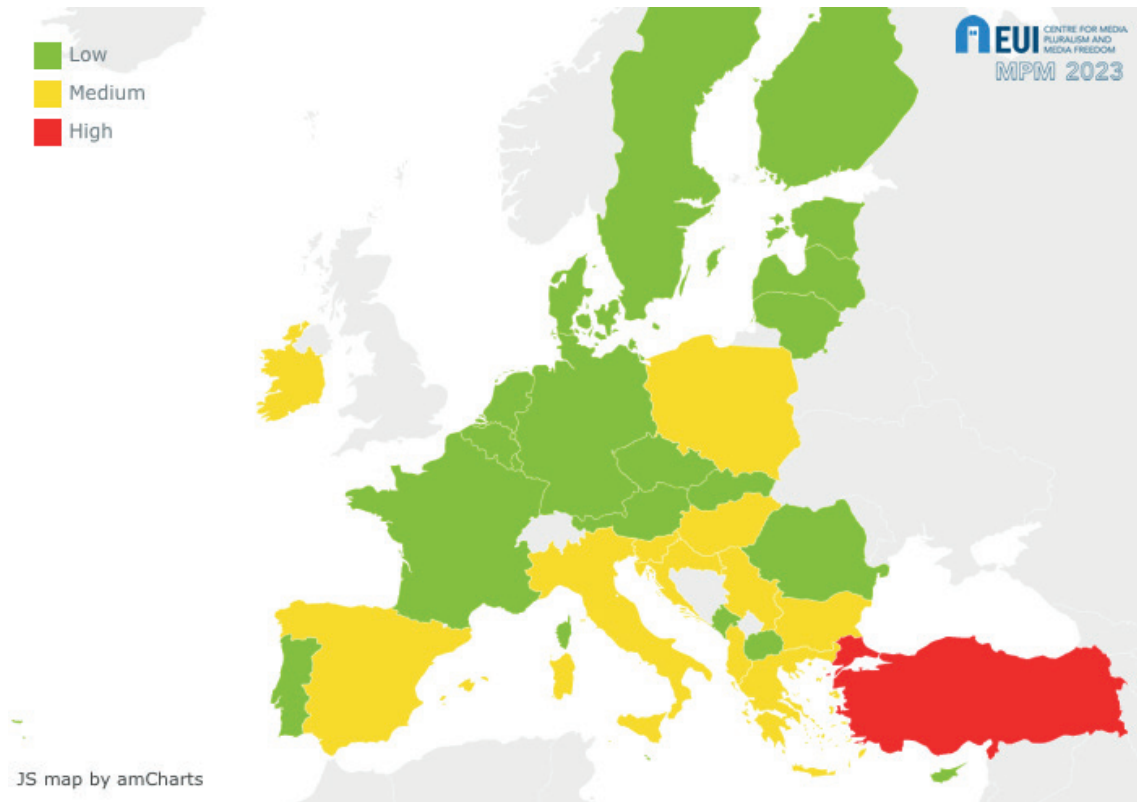 Low
Medium
High
EUI
CENTRE FOR MEDIA
PLURALISM AND
MEDIA FREEDOM
MPM 2023
JS map by amCharts